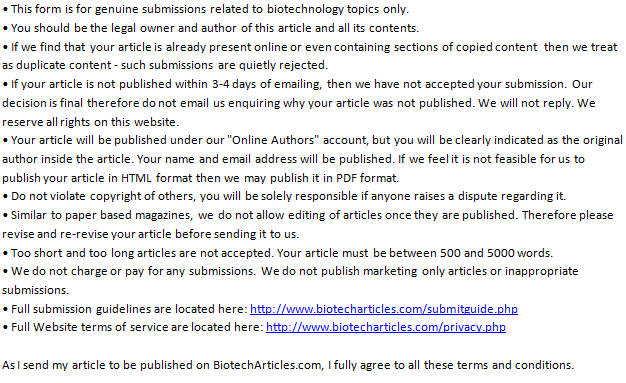 • This form is for genuine submissions related to biotechnology topics only.
• You should be the legal owner and author of this article and all its contents.
• If we find that your article is already present online or even containing sections of copied content  then we treat
as duplicate content - such submissions are quietly rejected.
• If your article is not published within 3-4 days of emailing, then we have not accepted your submission. Our
decision is final therefore do not email us enquiring why your article was not published. We will not reply. We
reserve all rights on this website.
• Your article will be published under our "Online Authors" account, but you will be clearly indicated as the original
author inside the article. Your name and email address will be published. If we feel it is not feasible for us to
publish your article in HTML format then we may publish it in PDF format.
• Do not violate copyright of others, you will be solely responsible if anyone raises a dispute regarding it.
• Similar to paper based magazines, we do not allow editing of articles once they are published. Therefore please
revise and re-revise your article before sending it to us.
• Too short and too long articles are not accepted. Your article must be between 500 and 5000 words.
• We do not charge or pay for any submissions. We do not publish marketing only articles or inappropriate
submissions.
• Full submission guidelines are located here: http://www.biotecharticles.com/submitguide.php
• Full Website terms of service are located here: http://www.biotecharticles.com/privacy.php
As I send my article to be published on BiotechArticles.com, I fully agree to all these terms and conditions.